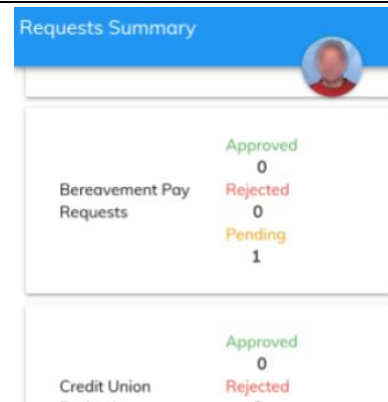 Requests Summary
Approved
0
Bereavement Pay Rejected
Requests 0
Pending
1
Approved
0
Credit Union Rejected